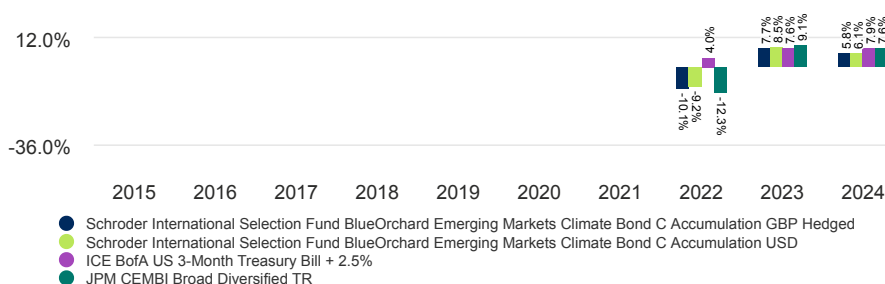 12.0%
7.7%
8.5%
7.6%
9.1%
5.8%
6.1%
7.9%
7.6%
4.0%
-10.1%
-9.2%
-12.3%
-36.0%
2015 2016 2017 2018 2019 2020 2021 2022 2023 2024
Schroder International Selection Fund BlueOrchard Emerging Markets Climate Bond C Accumulation GBP Hedged
Schroder International Selection Fund BlueOrchard Emerging Markets Climate Bond C Accumulation USD
ICE BofA US 3-Month Treasury Bill + 2.5%
JPM CEMBI Broad Diversified TR